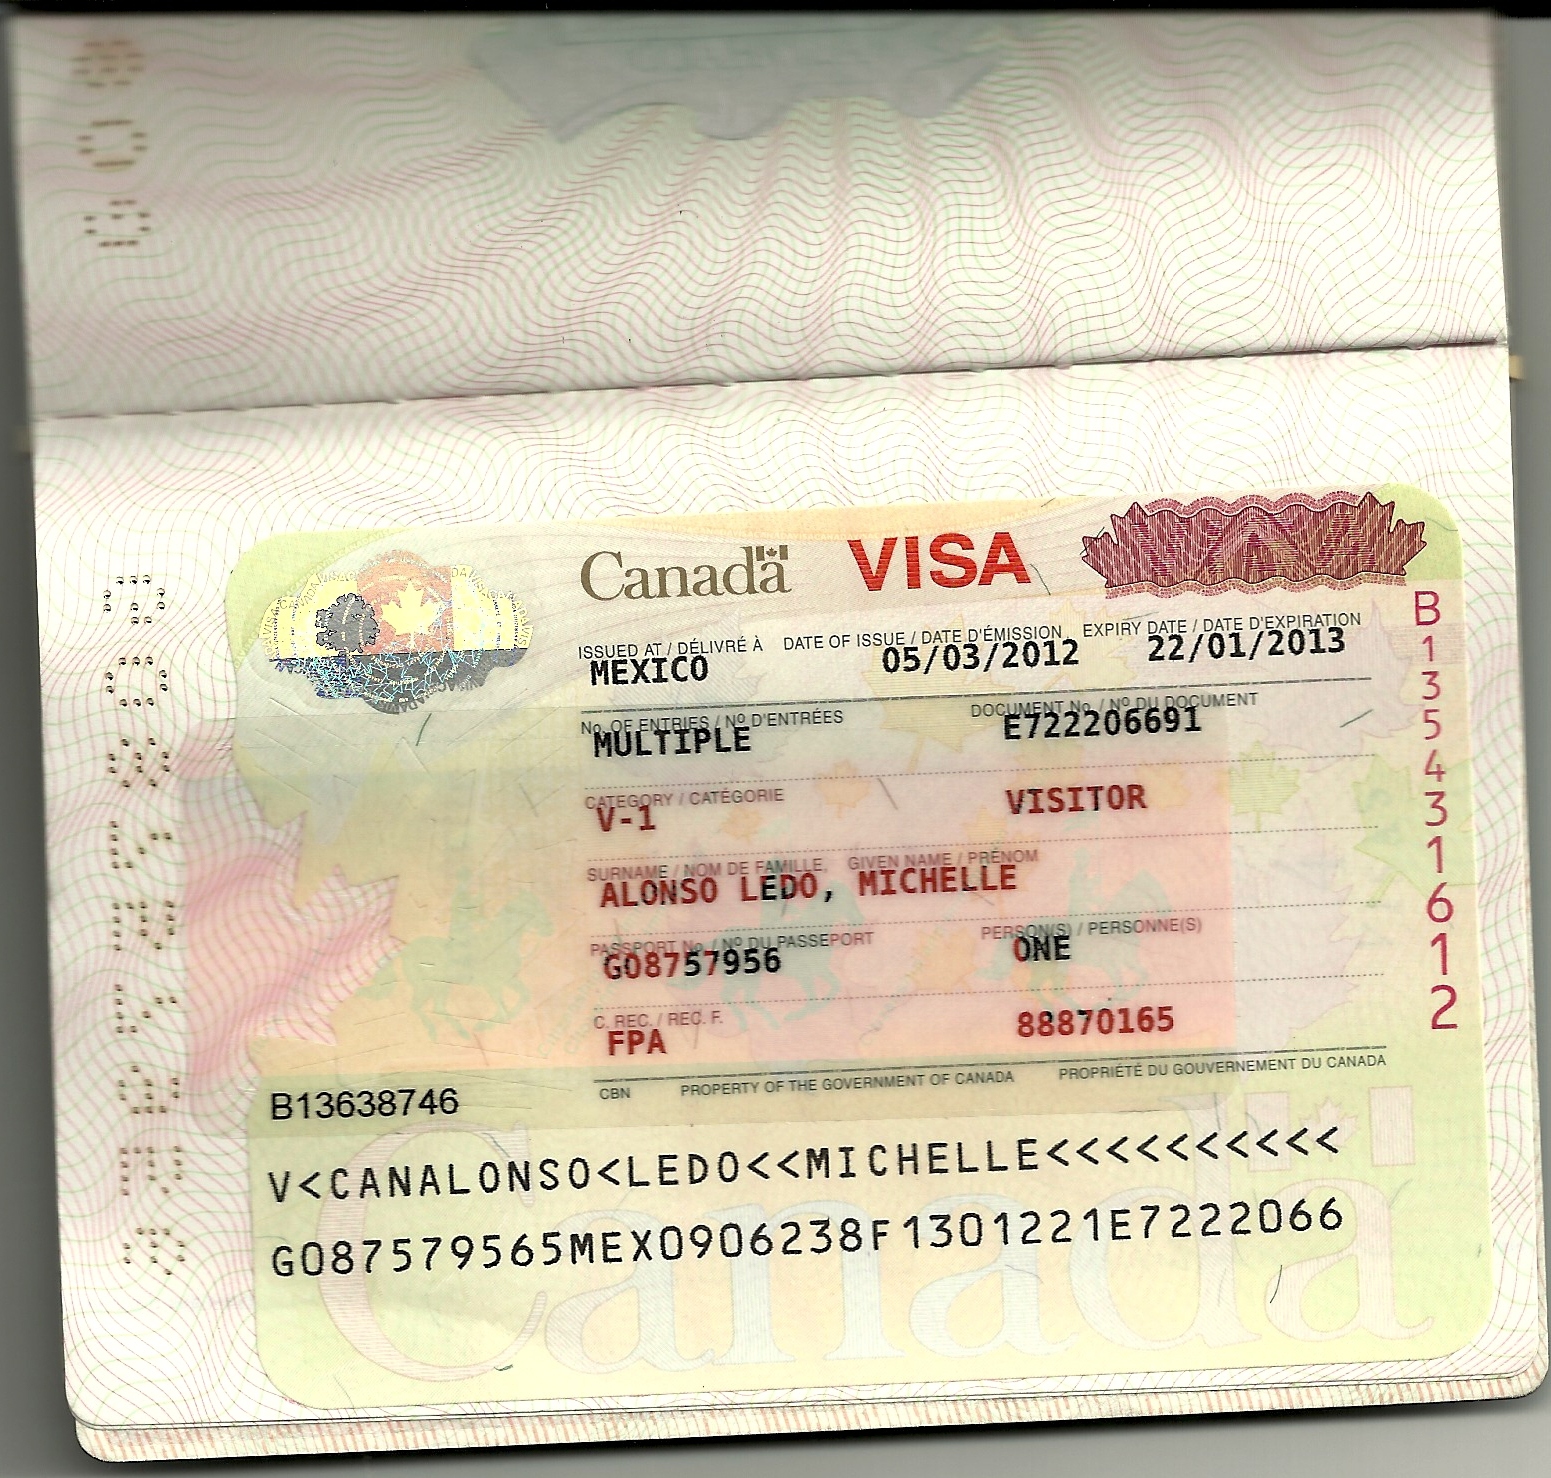 Canada VISA
ISSUED AT / DÉLIVRÉ À DATE OF ISSUE / DATE D'ÉMISSION EXPIRY DATE / DATE D'EXPIRATION
MEXICO 05/03/2012 22/01/2013
No. OF ENTRIES / Nº D'ENTRÉES DOCUMENT No. / Nº DU DOCUMENT
MULTIPLE E722206691
CATEGORY / CATÉGORIE
V-1 VISITOR
SURNAME / NOM DE FAMILLE, GIVEN NAME / PRÉNOM
ALONSO LEDO, MICHELLE
PASSPORT No. / Nº DU PASSEPORT PERSON(S) / PERSONNE(S)
G08757956 ONE
C. REC. / REC. F.
FPA 88870165
CBN PROPERTY OF THE GOVERNMENT OF CANADA PROPRIÉTÉ DU GOUVERNEMENT DU CANADA
B13638746
V<CANALONSO<LEDO<<MICHELLE<<<<<<<<<<
G087579565MEX0906238F1301221E7222066
B135431612
Canada